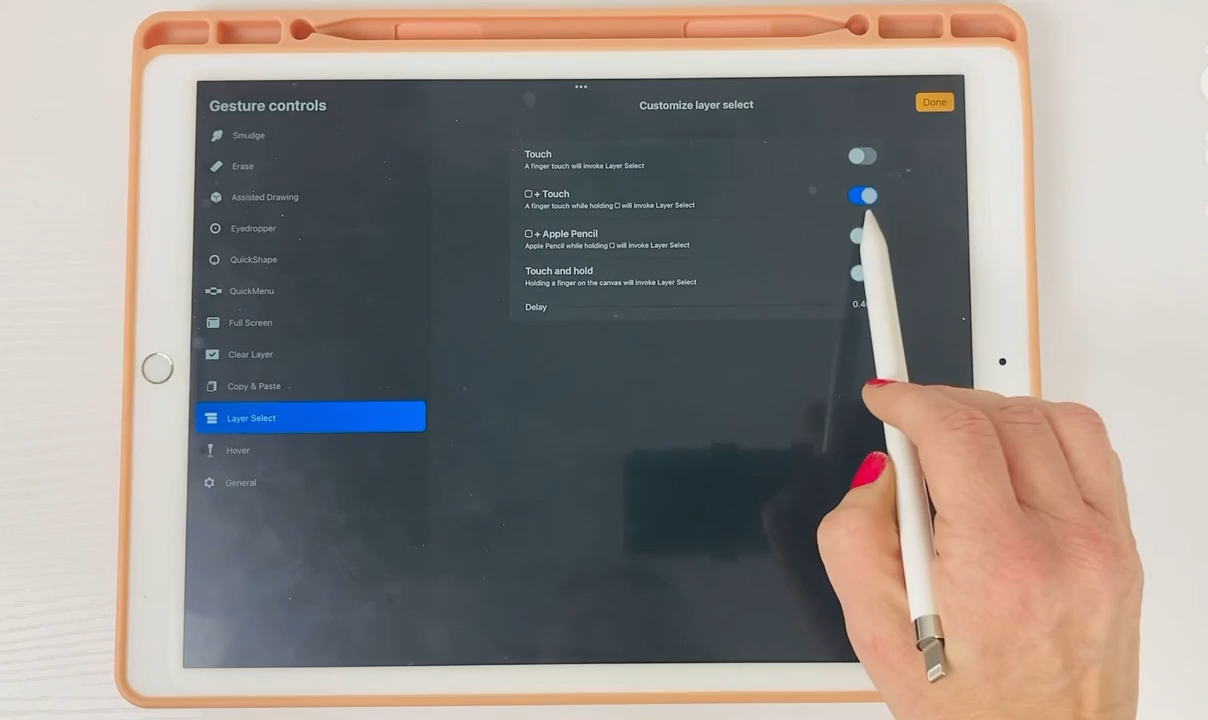 Gesture controls
Customize layer select
Done
Smudge
Erase
Assisted Drawing
Eyedropper
QuickShape
QuickMenu
Full Screen
Clear Layer
Copy & Paste
Layer Select
Hover
General
Touch
A finger touch will invoke Layer Select
▢ + Touch
A finger touch while holding ▢ will invoke Layer Select
▢ + Apple Pencil
Apple Pencil while holding ▢ will invoke Layer Select
Touch and hold
Holding a finger on the canvas will invoke Layer Select
Delay